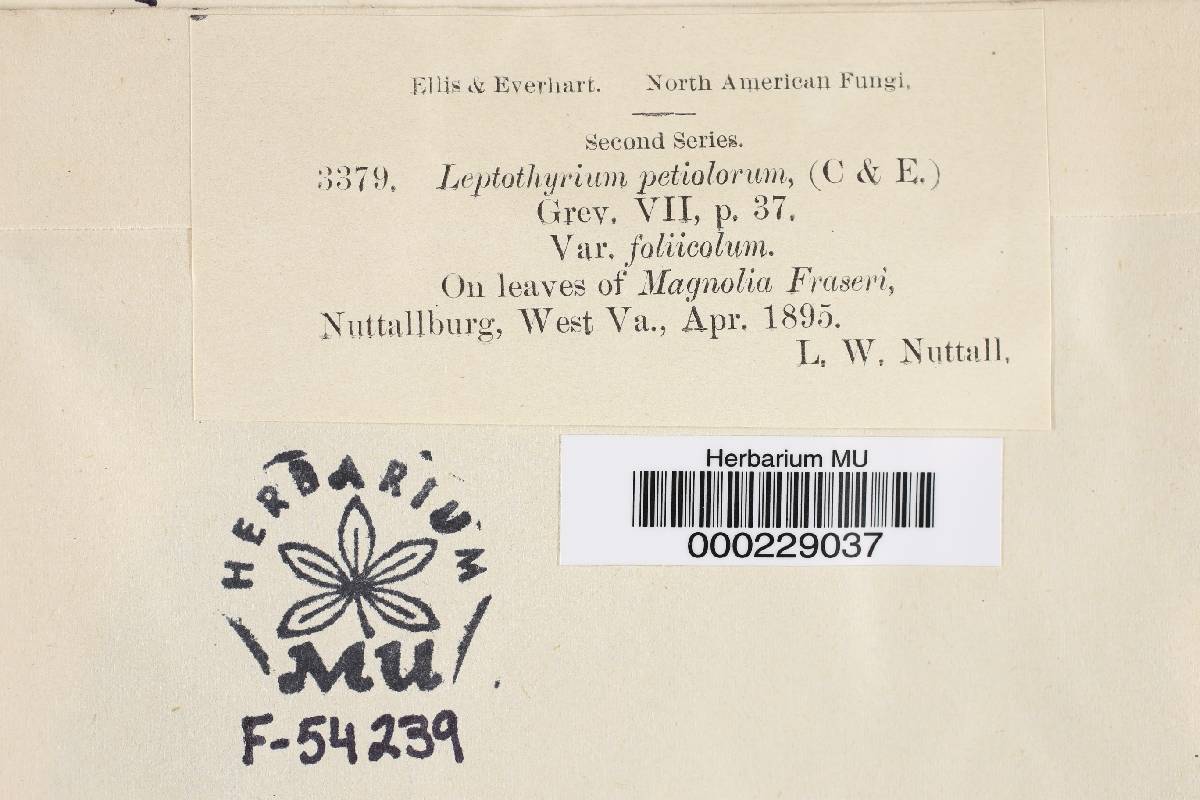 Ellis & Everhart. North American Fungi.
Second Series.
3379. Leptothyrium petiolorum, (C & E.)
Grev. VII, p. 37.
Var. foliicolum.
On leaves of Magnolia Fraseri,
Nuttallburg, West Va., Apr. 1895.
L. W. Nuttall.
Herbarium MU
000229037
HERBARIUM
MU
F-54239